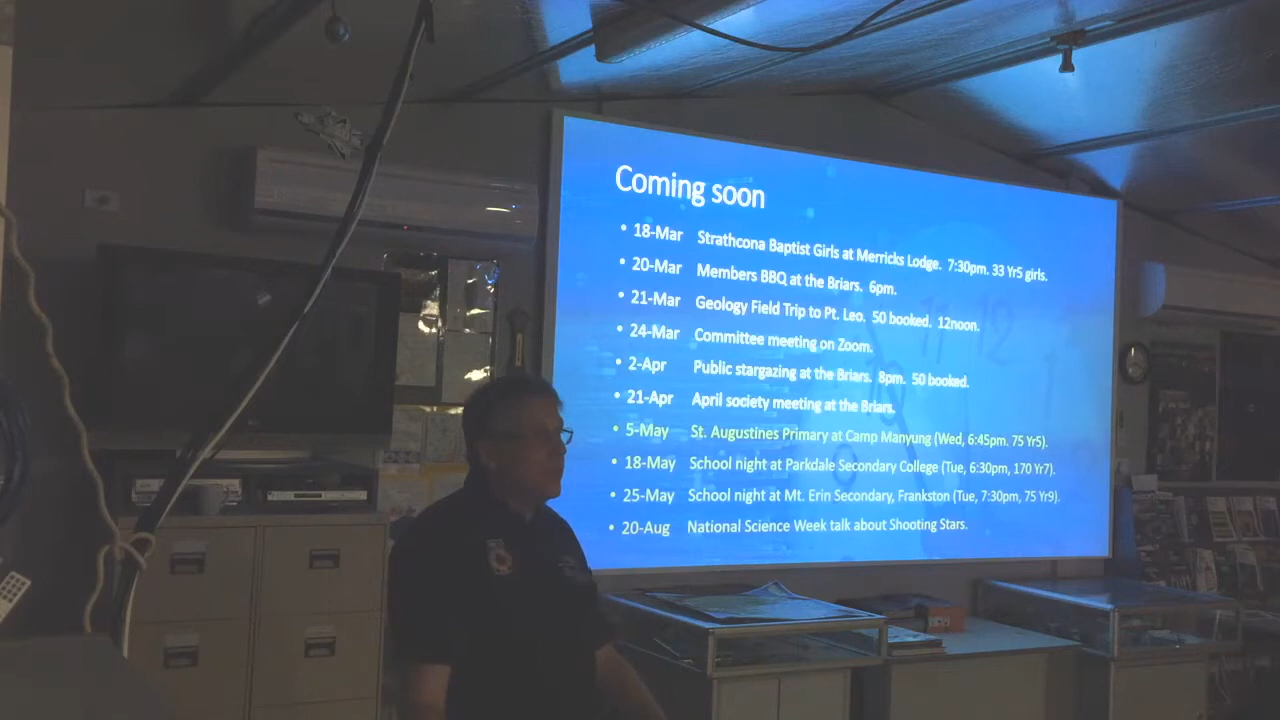 Coming soon
• 18-Mar Strathcona Baptist Girls at Merricks Lodge. 7:30pm. 33 Yr5 girls.
• 20-Mar Members BBQ at the Briars. 6pm.
• 21-Mar Geology Field Trip to Pt. Leo. 50 booked. 12noon.
• 24-Mar Committee meeting on Zoom.
• 2-Apr Public stargazing at the Briars. 8pm. 50 booked.
• 21-Apr April society meeting at the Briars.
• 5-May St. Augustines Primary at Camp Manyung (Wed, 6:45pm. 75 Yr5).
• 18-May School night at Parkdale Secondary College (Tue, 6:30pm, 170 Yr7).
• 25-May School night at Mt. Erin Secondary, Frankston (Tue, 7:30pm, 75 Yr9).
• 20-Aug National Science Week talk about Shooting Stars.